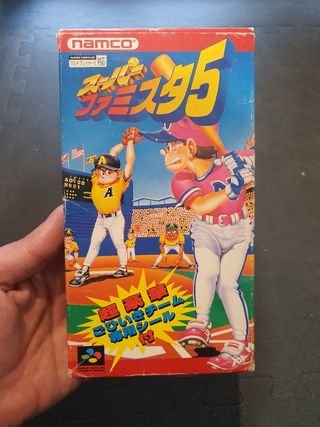 namco
スーパー
ファミスタ5
A
A
超豪華
ごひいきチーム
専用シール
付